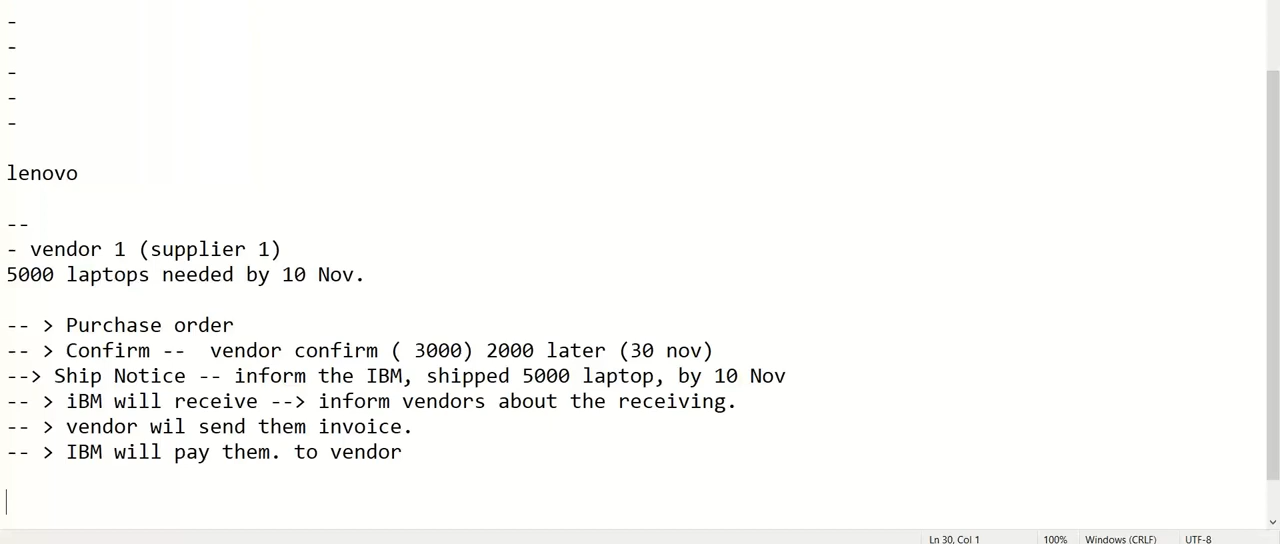 -
-
-
-
-
lenovo
--
- vendor 1 (supplier 1)
5000 laptops needed by 10 Nov.
-- > Purchase order
-- > Confirm --  vendor confirm ( 3000) 2000 later (30 nov)
--> Ship Notice -- inform the IBM, shipped 5000 laptop, by 10 Nov
-- > iBM will receive --> inform vendors about the receiving.
-- > vendor wil send them invoice.
-- > IBM will pay them. to vendor
Ln 30, Col 1 100% Windows (CRLF) UTF-8